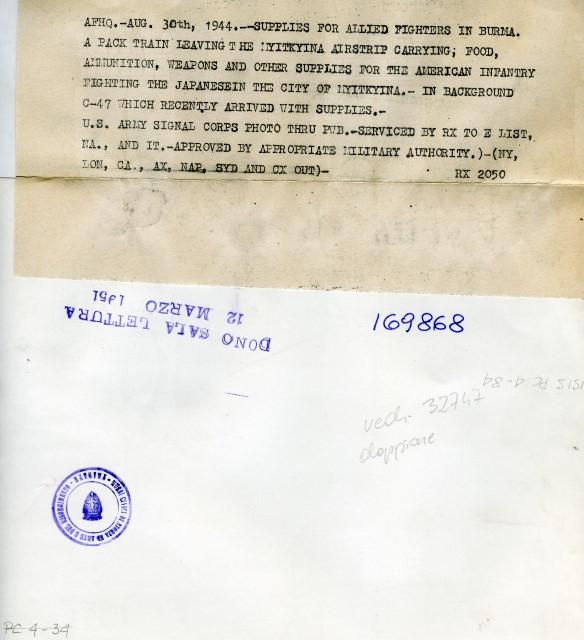 AFHQ.-AUG. 30th, 1944.--SUPPLIES FOR ALLIED FIGHTERS IN BURMA.
A PACK TRAIN LEAVING THE MYITKYINA AIRSTRIP CARRYING; FOOD,
AMMUNITION, WEAPONS AND OTHER SUPPLIES FOR THE AMERICAN INFANTRY
FIGHTING THE JAPANESEIN THE CITY OF MYITKYINA.- IN BACKGROUND
C-47 WHICH RECENTLY ARRIVED WITH SUPPLIES.-
U.S. ARMY SIGNAL CORPS PHOTO THRU PWB.-SERVICED BY RX TO E LIST,
NA., AND IT.-APPROVED BY APPROPRIATE MILITARY AUTHORITY.)-(NY,
LON, CA., AX, NAP, SYD AND CX OUT)- RX 2050
DONO SALA LETTURA
12 MARZO 1951
169868
ISIS PC 4-84
vedi 32747
doppione
PC 4-34